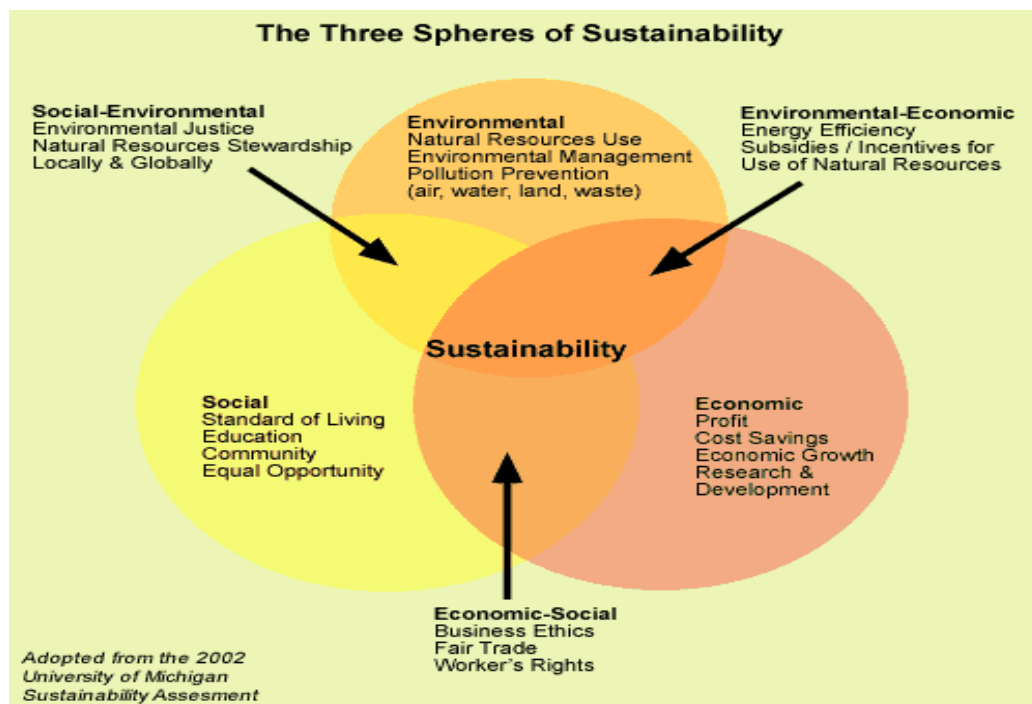 The Three Spheres of Sustainability
Social-Environmental
Environmental Justice
Natural Resources Stewardship
Locally & Globally
Environmental
Natural Resources Use
Environmental Management
Pollution Prevention
(air, water, land, waste)
Environmental-Economic
Energy Efficiency
Subsidies / Incentives for
Use of Natural Resources
Sustainability
Social
Standard of Living
Education
Community
Equal Opportunity
Economic
Profit
Cost Savings
Economic Growth
Research &
Development
Economic-Social
Business Ethics
Fair Trade
Worker's Rights
Adopted from the 2002
University of Michigan
Sustainability Assesment